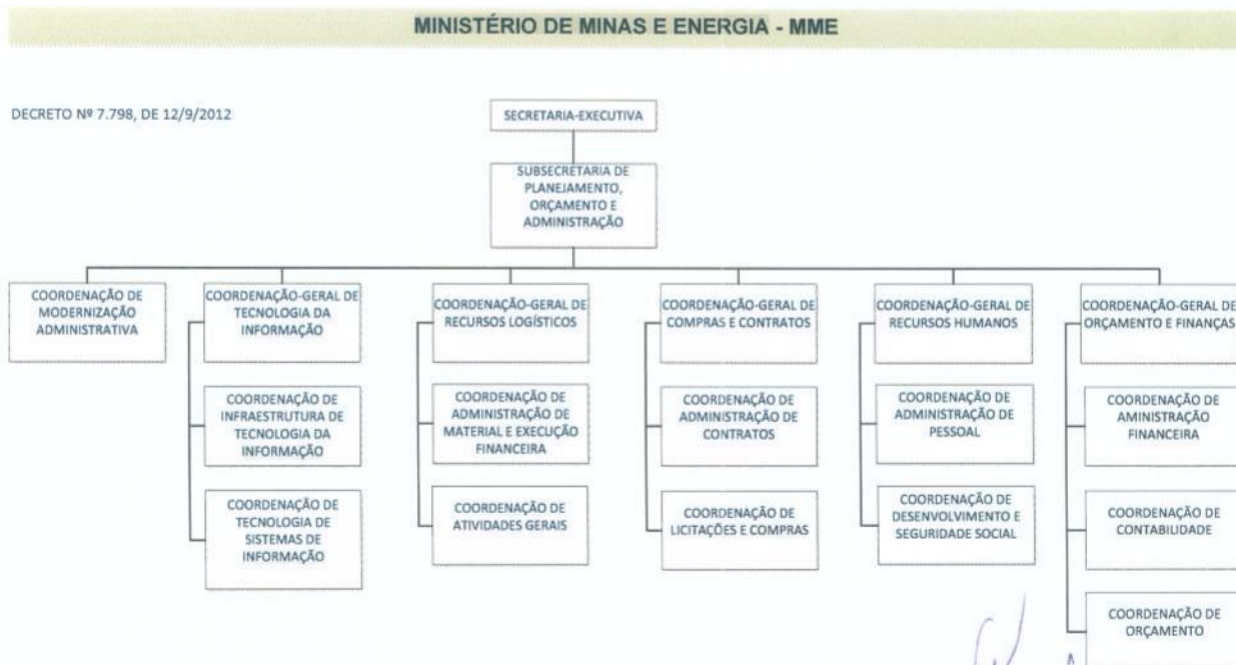 MINISTÉRIO DE MINAS E ENERGIA - MME
DECRETO Nº 7.798, DE 12/9/2012
SECRETARIA-EXECUTIVA
SUBSECRETARIA DE
PLANEJAMENTO,
ORÇAMENTO E
ADMINISTRAÇÃO
COORDENAÇÃO DE
MODERNIZAÇÃO
ADMINISTRATIVA
COORDENAÇÃO-GERAL DE
TECNOLOGIA DA
INFORMAÇÃO
COORDENAÇÃO DE
INFRAESTRUTURA DE
TECNOLOGIA DA
INFORMAÇÃO
COORDENAÇÃO DE
TECNOLOGIA DE
SISTEMAS DE
INFORMAÇÃO
COORDENAÇÃO-GERAL DE
RECURSOS LOGÍSTICOS
COORDENAÇÃO DE
ADMINISTRAÇÃO DE
MATERIAL E EXECUÇÃO
FINANCEIRA
COORDENAÇÃO DE
ATIVIDADES GERAIS
COORDENAÇÃO-GERAL DE
COMPRAS E CONTRATOS
COORDENAÇÃO DE
ADMINISTRAÇÃO DE
CONTRATOS
COORDENAÇÃO DE
LICITAÇÕES E COMPRAS
COORDENAÇÃO-GERAL DE
RECURSOS HUMANOS
COORDENAÇÃO DE
ADMINISTRAÇÃO DE
PESSOAL
COORDENAÇÃO DE
DESENVOLVIMENTO E
SEGURIDADE SOCIAL
COORDENAÇÃO-GERAL DE
ORÇAMENTO E FINANÇAS
COORDENAÇÃO DE
AMINISTRAÇÃO
FINANCEIRA
COORDENAÇÃO DE
CONTABILIDADE
COORDENAÇÃO DE
ORÇAMENTO